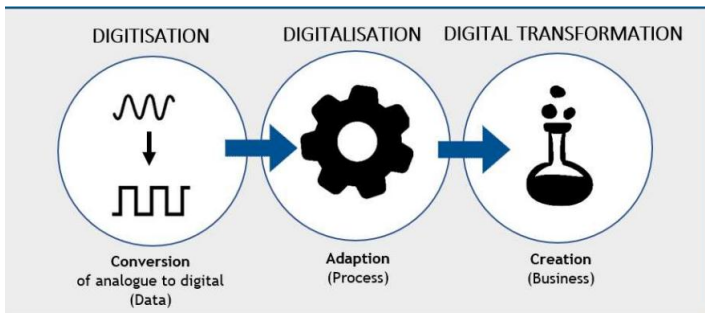 DIGITISATION
DIGITALISATION
DIGITAL TRANSFORMATION
Conversion
of analogue to digital
(Data)
Adaption
(Process)
Creation
(Business)